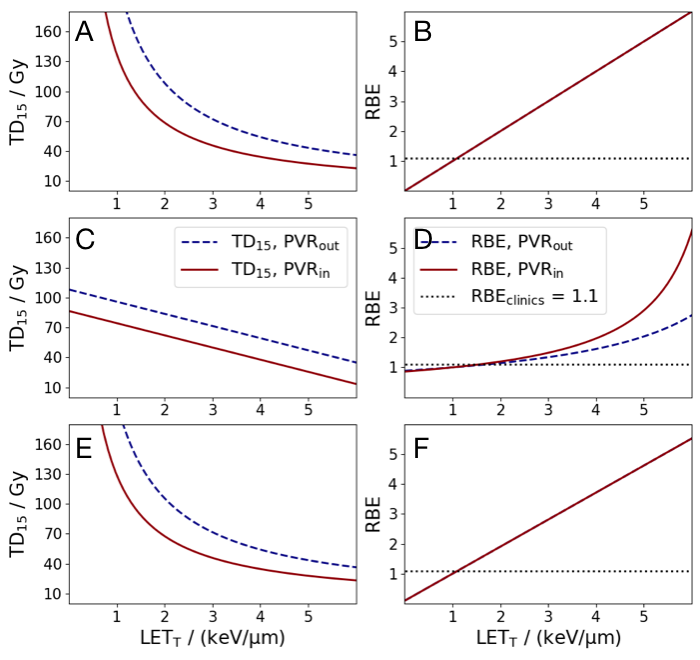 A
TD15 / Gy
160
130
100
70
40
10
1 2 3 4 5
B
RBE
5
4
3
2
1
1 2 3 4 5
C
TD15, PVRout
TD15, PVRin
TD15 / Gy
160
130
100
70
40
10
1 2 3 4 5
D
RBE, PVRout
RBE, PVRin
RBEclinics = 1.1
RBE
5
4
3
2
1
1 2 3 4 5
E
TD15 / Gy
160
130
100
70
40
10
1 2 3 4 5
LETT / (keV/μm)
F
RBE
5
4
3
2
1
1 2 3 4 5
LETT / (keV/μm)